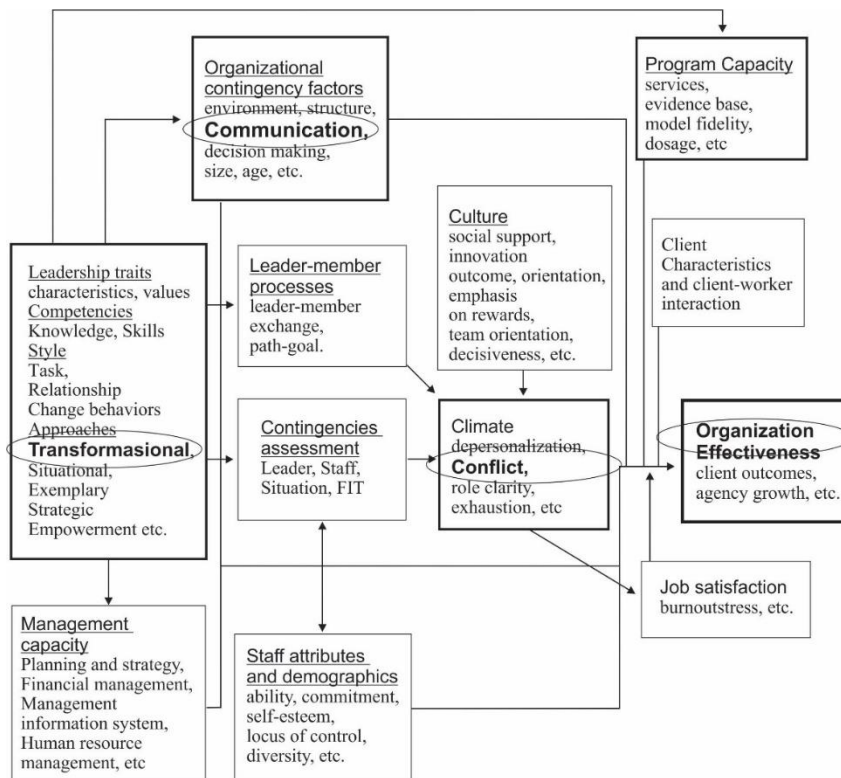 Organizational
contingency factors
environment, structure,
Communication,
decision making,
size, age, etc.
Program Capacity
services,
evidence base,
model fidelity,
dosage, etc
Culture
social support,
innovation
outcome, orientation,
emphasis
on rewards,
team orientation,
decisiveness, etc.
Client
Characteristics
and client-worker
interaction
Leadership traits
characteristics, values
Competencies
Knowledge, Skills
Style
Task,
Relationship
Change behaviors
Approaches
Transformasional,
Situational,
Exemplary
Strategic
Empowerment etc.
Leader-member
processes
leader-member
exchange,
path-goal.
Contingencies
assessment
Leader, Staff,
Situation, FIT
Climate
depersonalization,
Conflict,
role clarity,
exhaustion, etc
Organization
Effectiveness
client outcomes,
agency growth, etc.
Job satisfaction
burnoutstress, etc.
Management
capacity
Planning and strategy,
Financial management,
Management
information system,
Human resource
management, etc
Staff attributes
and demographics
ability, commitment,
self-esteem,
locus of control,
diversity, etc.